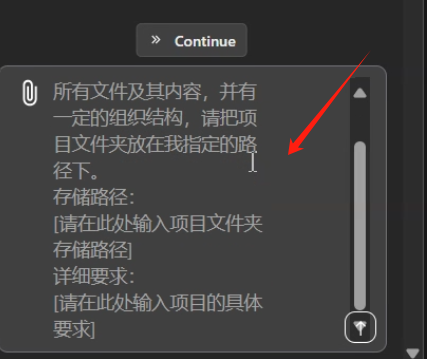 Continue
所有文件及其内容，并有
一定的组织结构，请把项
目文件夹放在我指定的路
径下。
存储路径：
[请在此处输入项目文件夹
存储路径]
详细要求：
[请在此处输入项目的具体
要求]